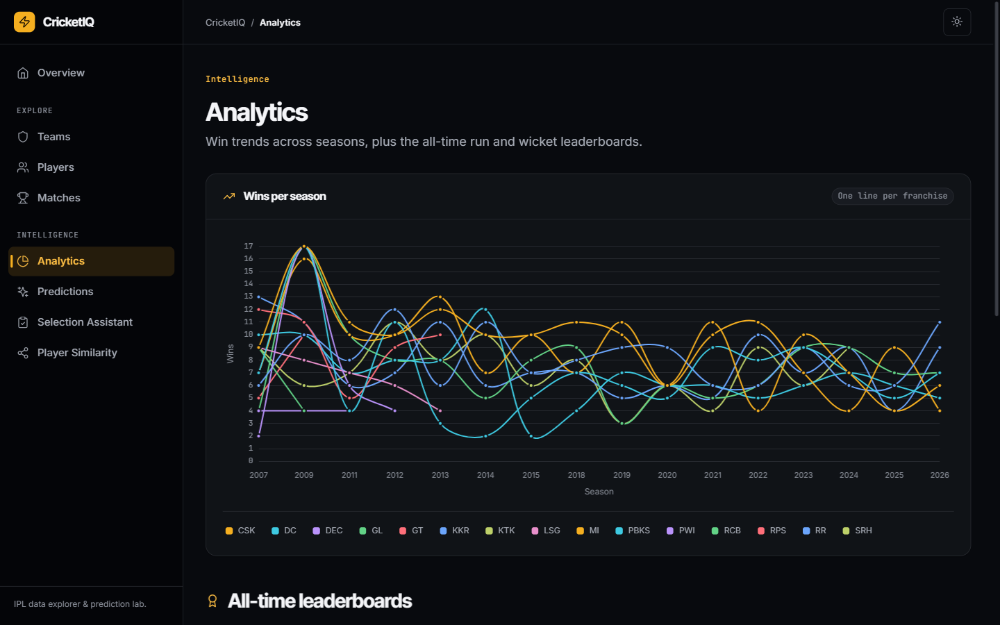 CricketIQ
CricketIQ / Analytics
Overview
EXPLORE
Teams
Players
Matches
INTELLIGENCE
Analytics
Predictions
Selection Assistant
Player Similarity
IPL data explorer & prediction lab.
Intelligence
Analytics
Win trends across seasons, plus the all-time run and wicket leaderboards.
Wins per season
One line per franchise
17
16
15
14
13
12
11
10
9
8
7
6
5
4
3
2
1
0
Wins
2007 2009 2011 2012 2013 2014 2015 2018 2019 2020 2021 2022 2023 2024 2025 2026
Season
CSK DC DEC GL GT KKR KTK LSG MI PBKS PWI RCB RPS RR SRH
All-time leaderboards